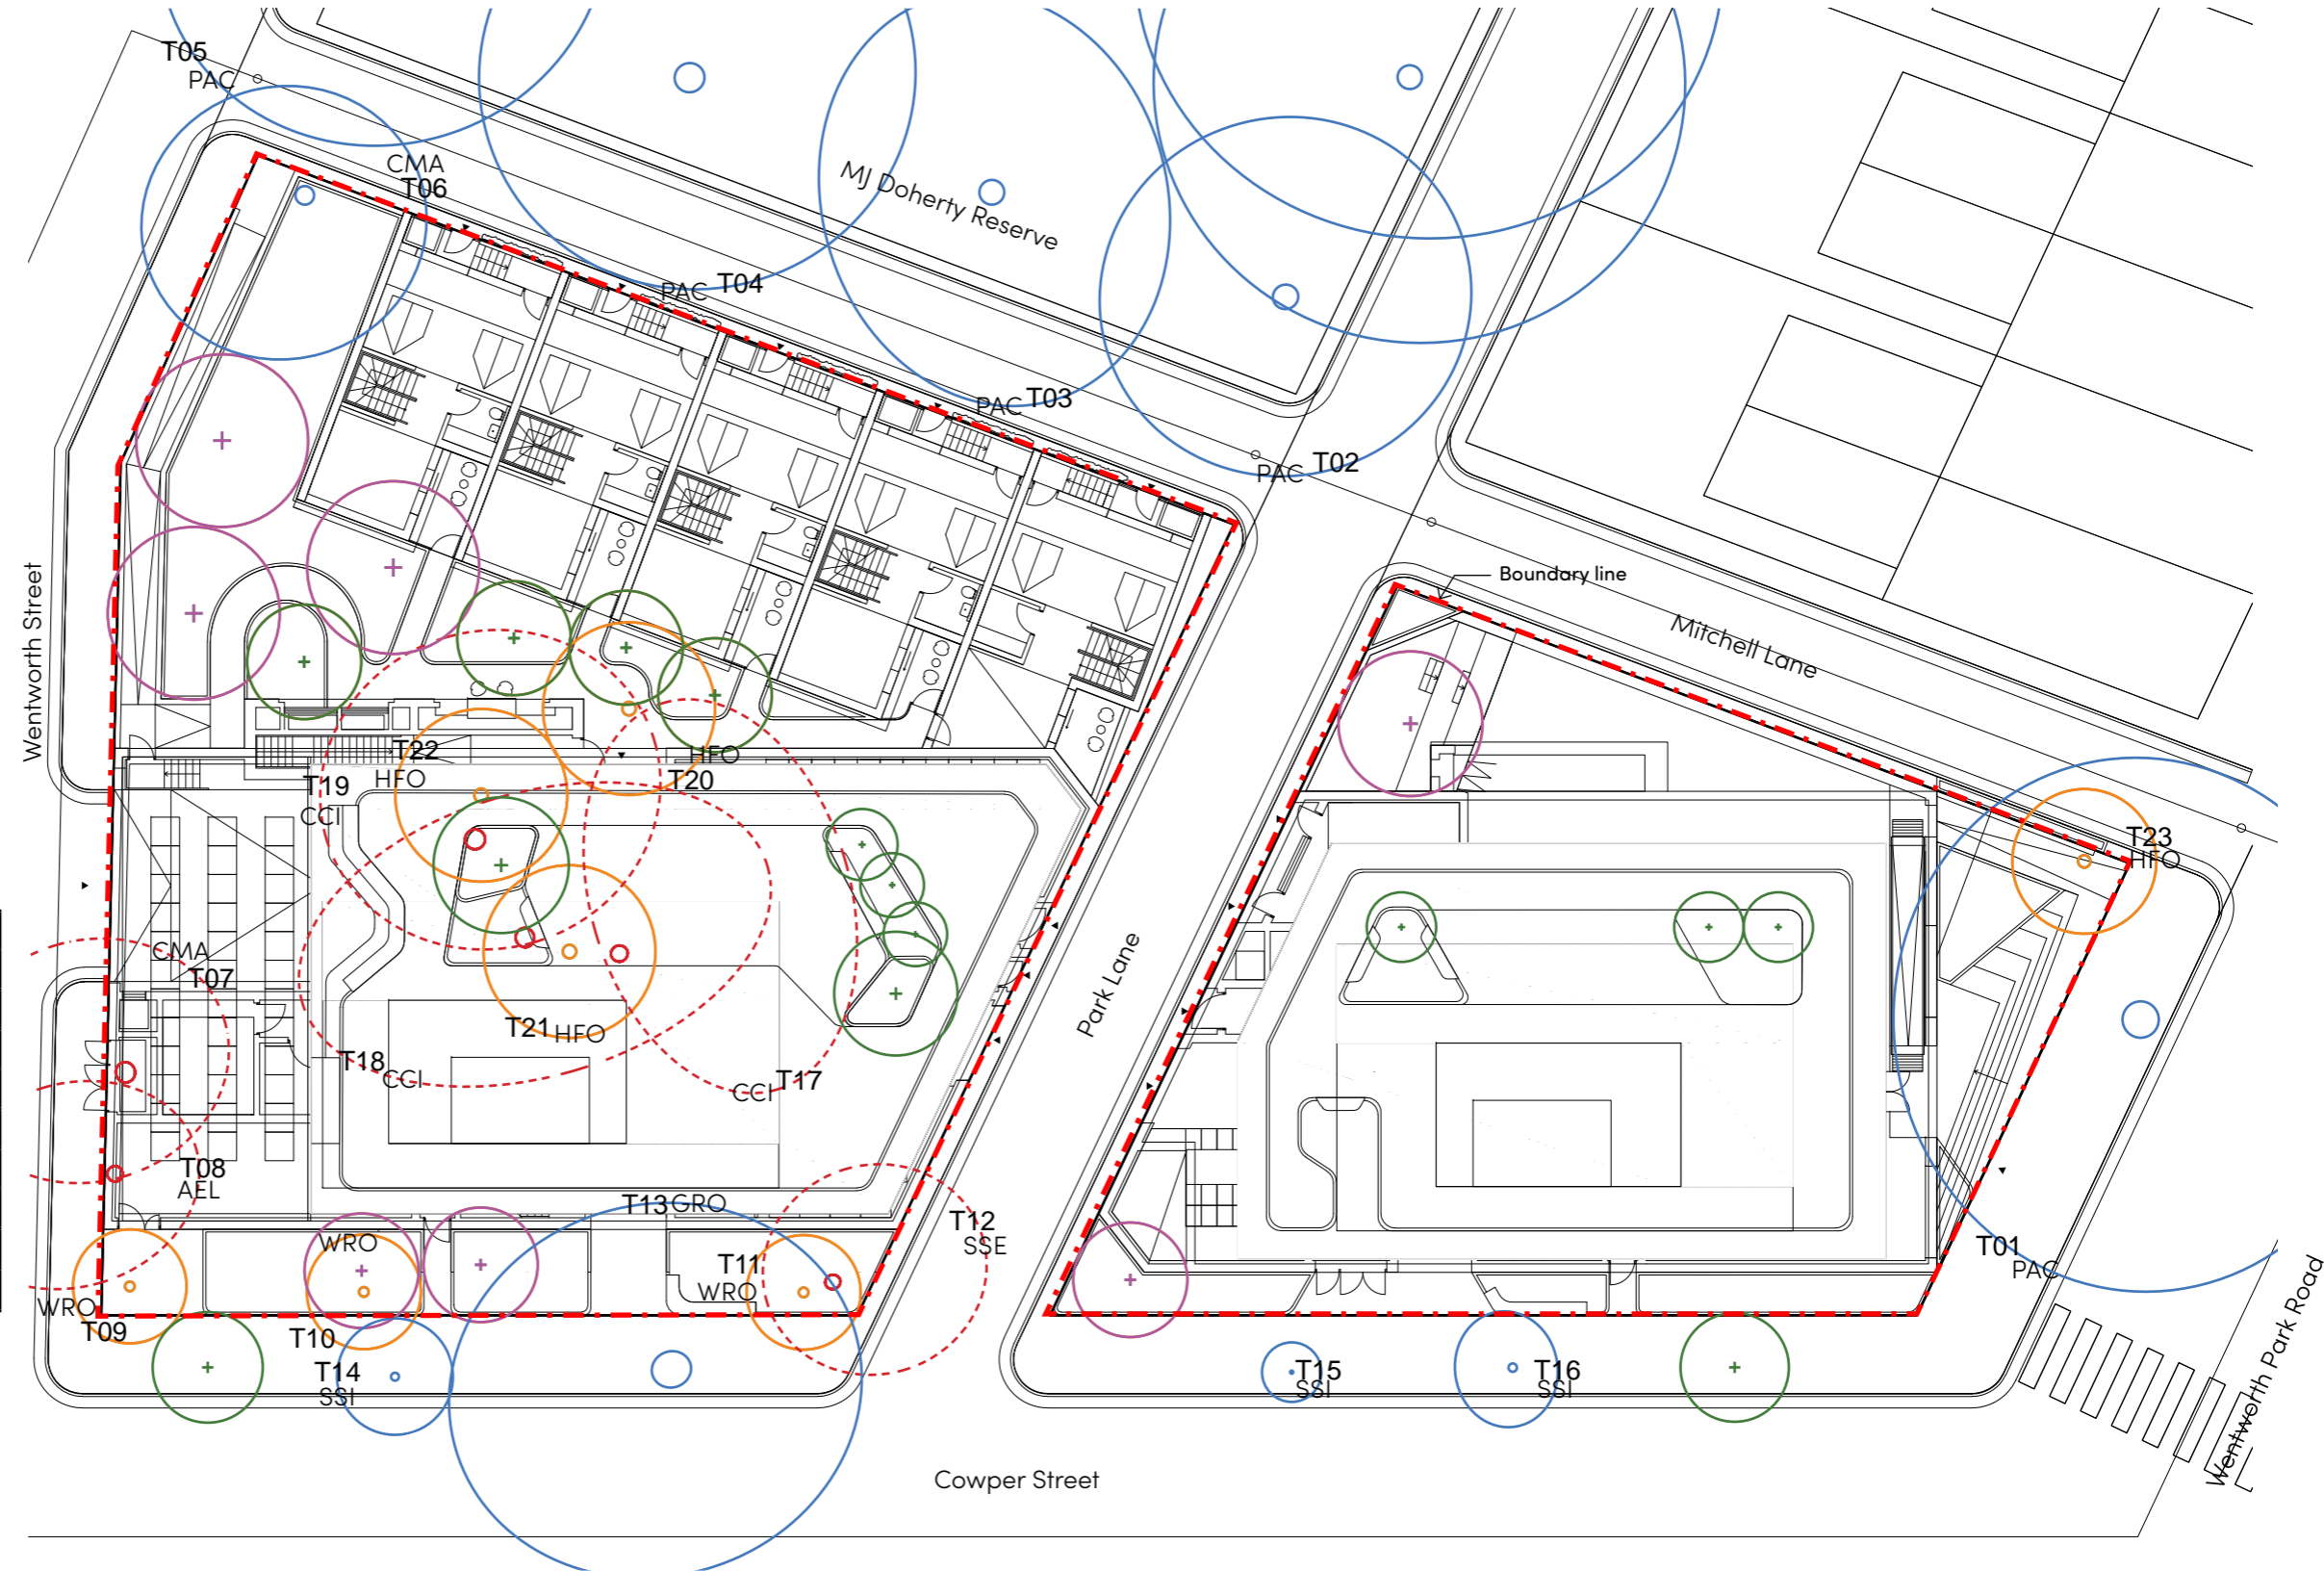 T05
PAC
CMA
T06
MJ Doherty Reserve
PAC T04
PAC T03
PAC T02
Boundary line
Mitchell Lane
Wentworth Street
T22
HFO
T19
CCI
HFO
T20
T23
HFO
CMA
T07
T21 HFO
T18
CCI
CCI T17
Park Lane
T08
AEL
T13 GRO
T12
SSE
WRO
T11
WRO
T01
PAC
WRO
T09
T10
T14
SSI
T15
SSI
T16
SSI
Wentworth Park Road
Cowper Street